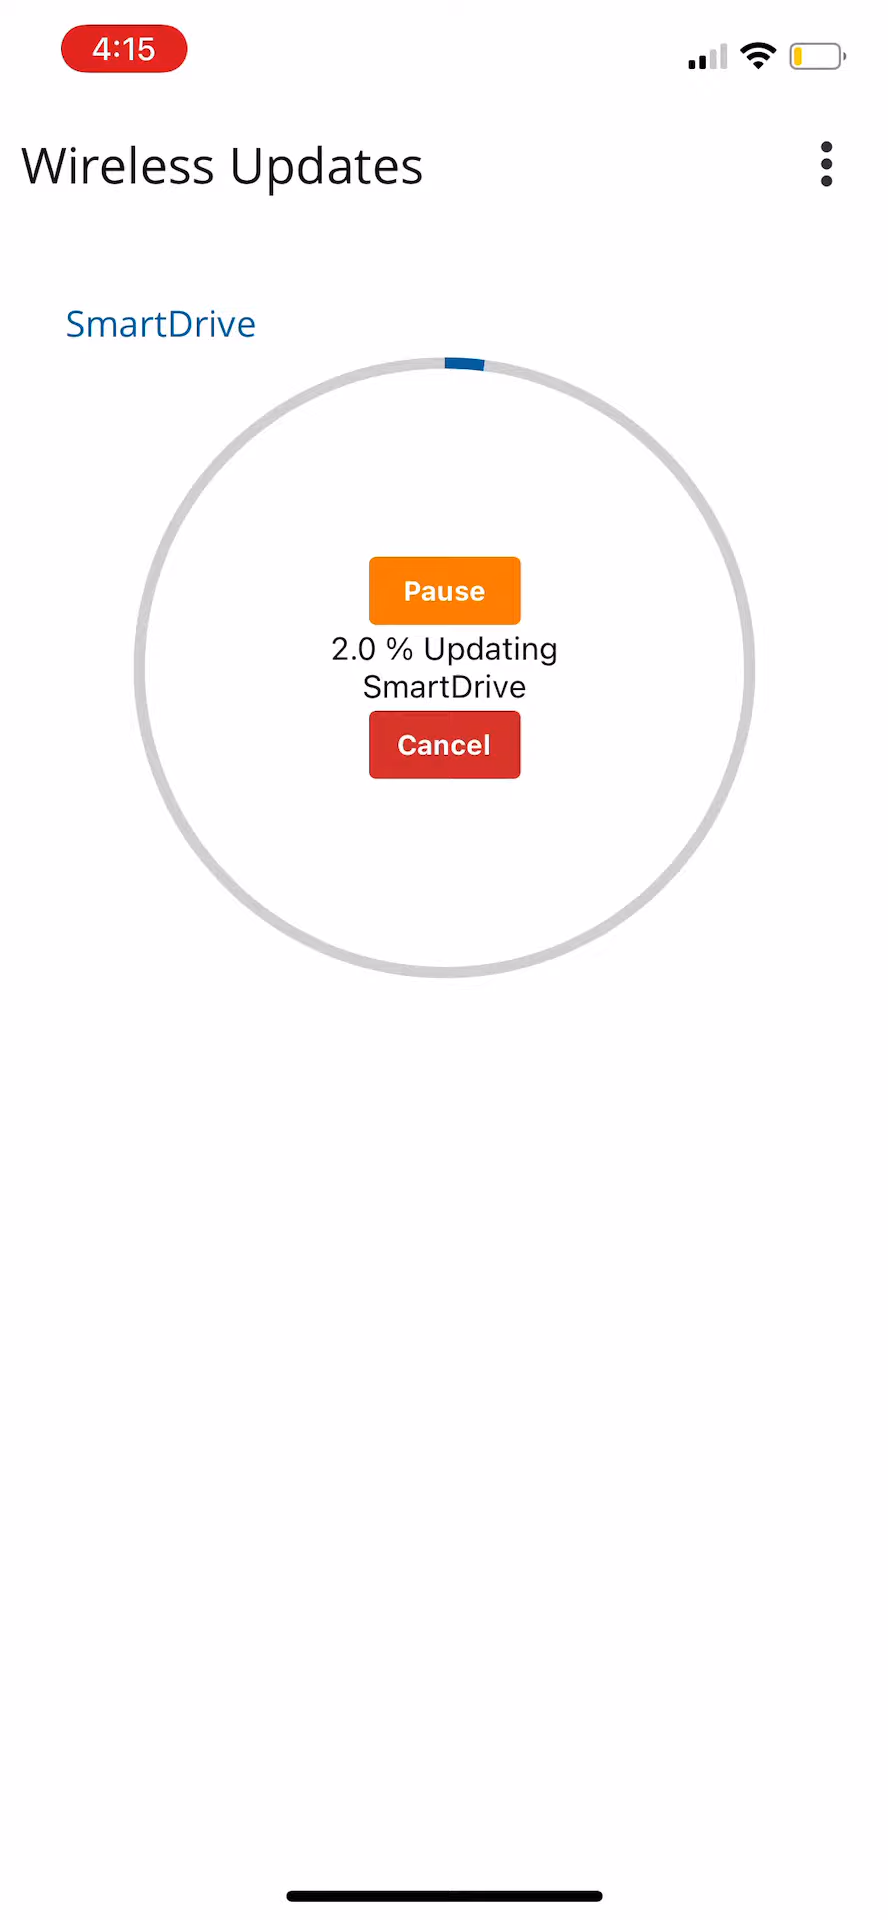 4:15
Wireless Updates
SmartDrive
Pause
2.0 % Updating
SmartDrive
Cancel